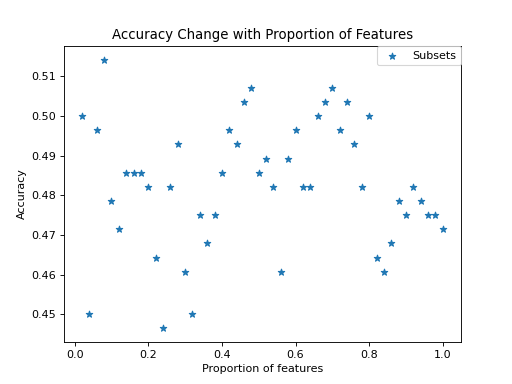 Accuracy Change with Proportion of Features
Subsets
0.51
0.50
0.49
0.48
0.47
0.46
0.45
Accuracy
0.0 0.2 0.4 0.6 0.8 1.0
Proportion of features